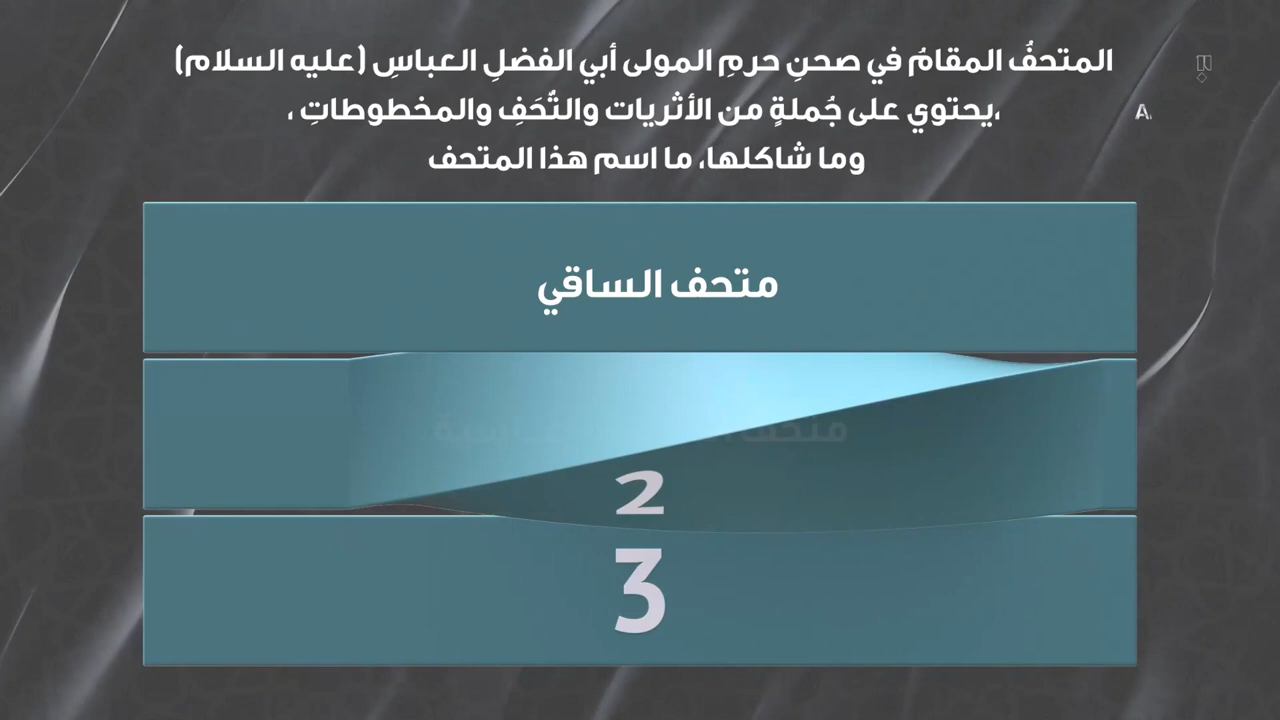 المتحفُ المقامُ في صحنِ حرمِ المولى أبي الفضلِ العباسِ (عليه السلام)
،يحتوي على جُملةٍ من الأثريات والتُحَفِ والمخطوطاتِ ،
وما شاكلها، ما اسم هذا المتحف
متحف الساقي
2
3